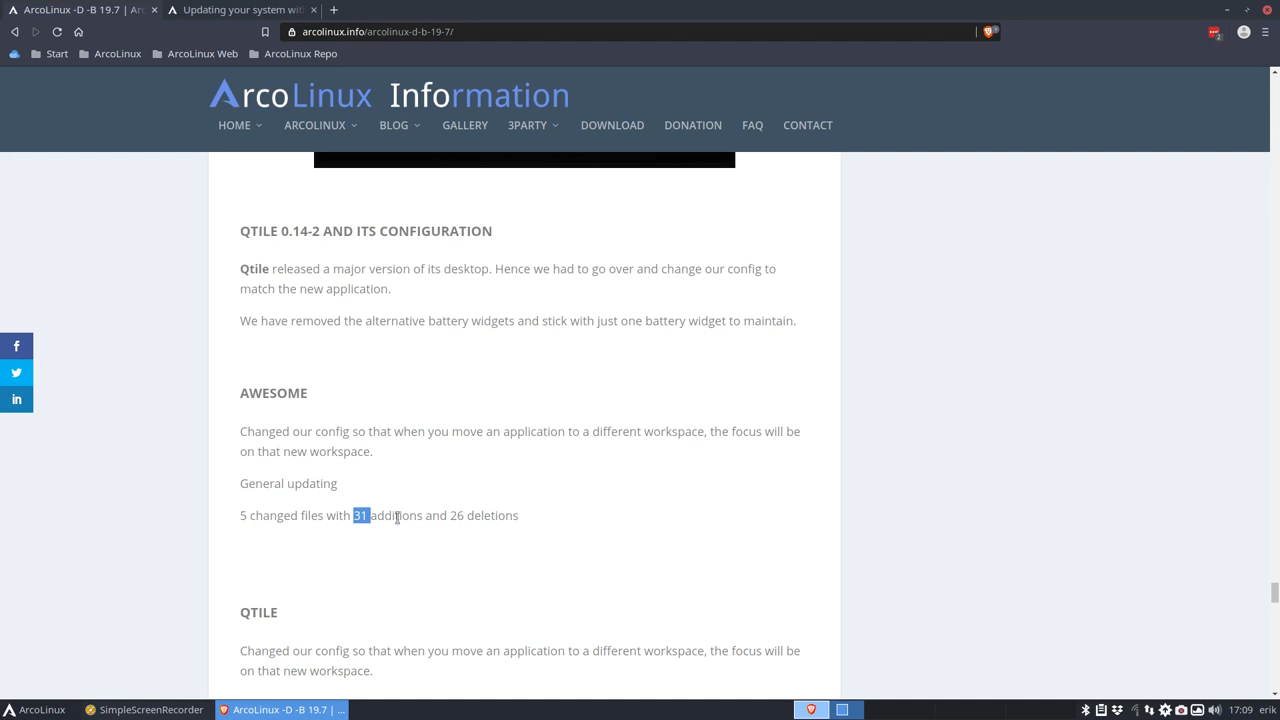 ArcoLinux -D -B 19.7 | Arc
Updating your system with
arcolinux.info/arcolinux-d-b-19-7/
2
Start
ArcoLinux
ArcoLinux Web
ArcoLinux Repo
ArcoLinux Information
HOME
ARCOLINUX
BLOG
GALLERY
3PARTY
DOWNLOAD
DONATION
FAQ
CONTACT
QTILE 0.14-2 AND ITS CONFIGURATION
Qtile released a major version of its desktop. Hence we had to go over and change our config to
match the new application.
We have removed the alternative battery widgets and stick with just one battery widget to maintain.
AWESOME
Changed our config so that when you move an application to a different workspace, the focus will be
on that new workspace.
General updating
5 changed files with 31 additions and 26 deletions
QTILE
Changed our config so that when you move an application to a different workspace, the focus will be
on that new workspace.
ArcoLinux
SimpleScreenRecorder
ArcoLinux -D -B 19.7 | ...
17:09
erik